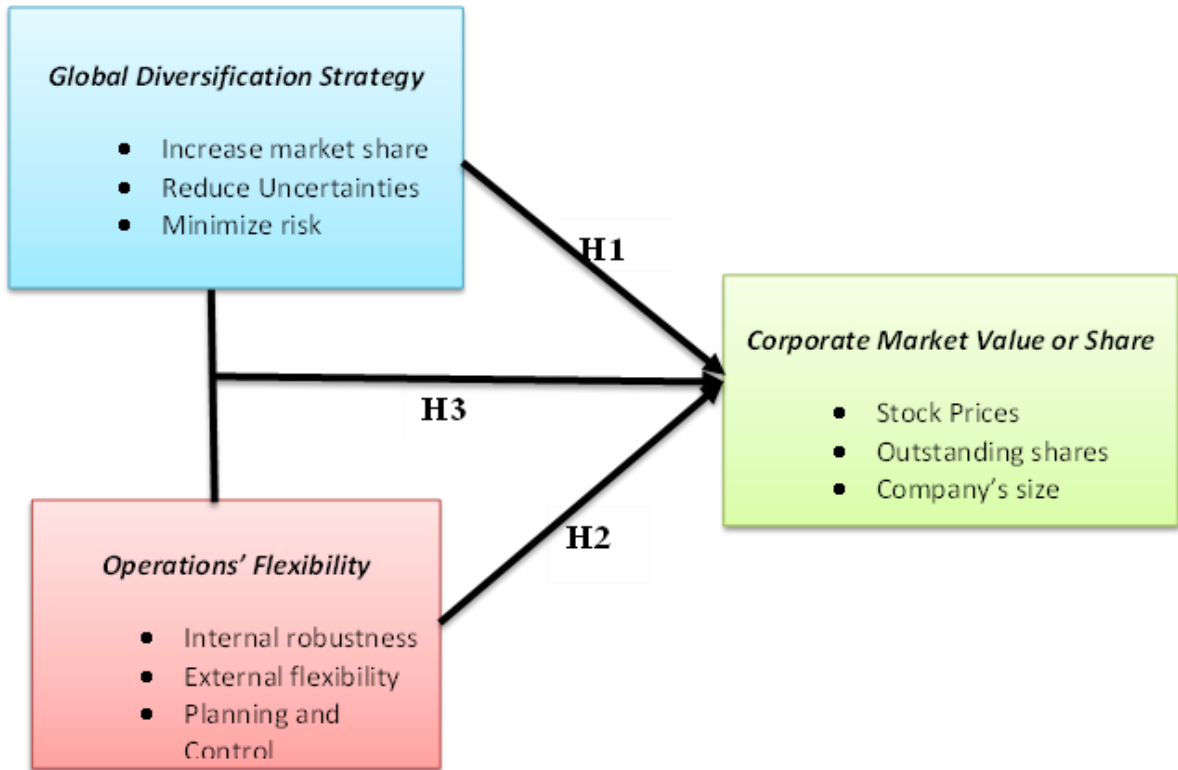 Global Diversification Strategy
• Increase market share
• Reduce Uncertainties
• Minimize risk
H1
Corporate Market Value or Share
• Stock Prices
• Outstanding shares
• Company’s size
H3
H2
Operations’ Flexibility
• Internal robustness
• External flexibility
• Planning and
Control